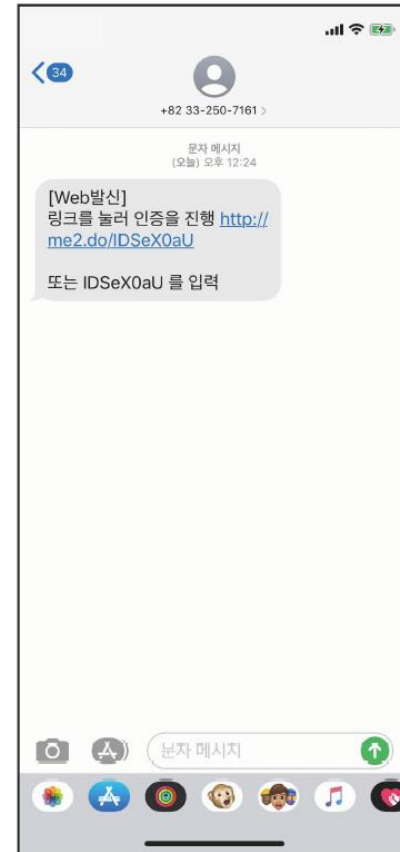 34
+82 33-250-7161 >
문자 메시지
(오늘) 오후 12:24
[Web발신]
링크를 눌러 인증을 진행 http://
me2.do/IDSeX0aU
또는 IDSeX0aU 를 입력
문자 메시지